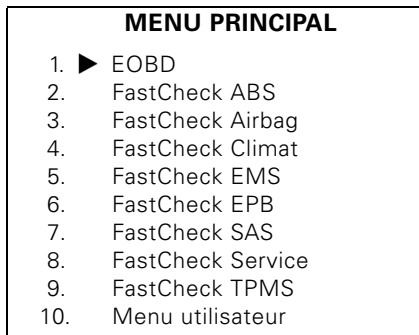 MENU PRINCIPAL
1. ▶ EOBD
2. FastCheck ABS
3. FastCheck Airbag
4. FastCheck Climat
5. FastCheck EMS
6. FastCheck EPB
7. FastCheck SAS
8. FastCheck Service
9. FastCheck TPMS
10. Menu utilisateur